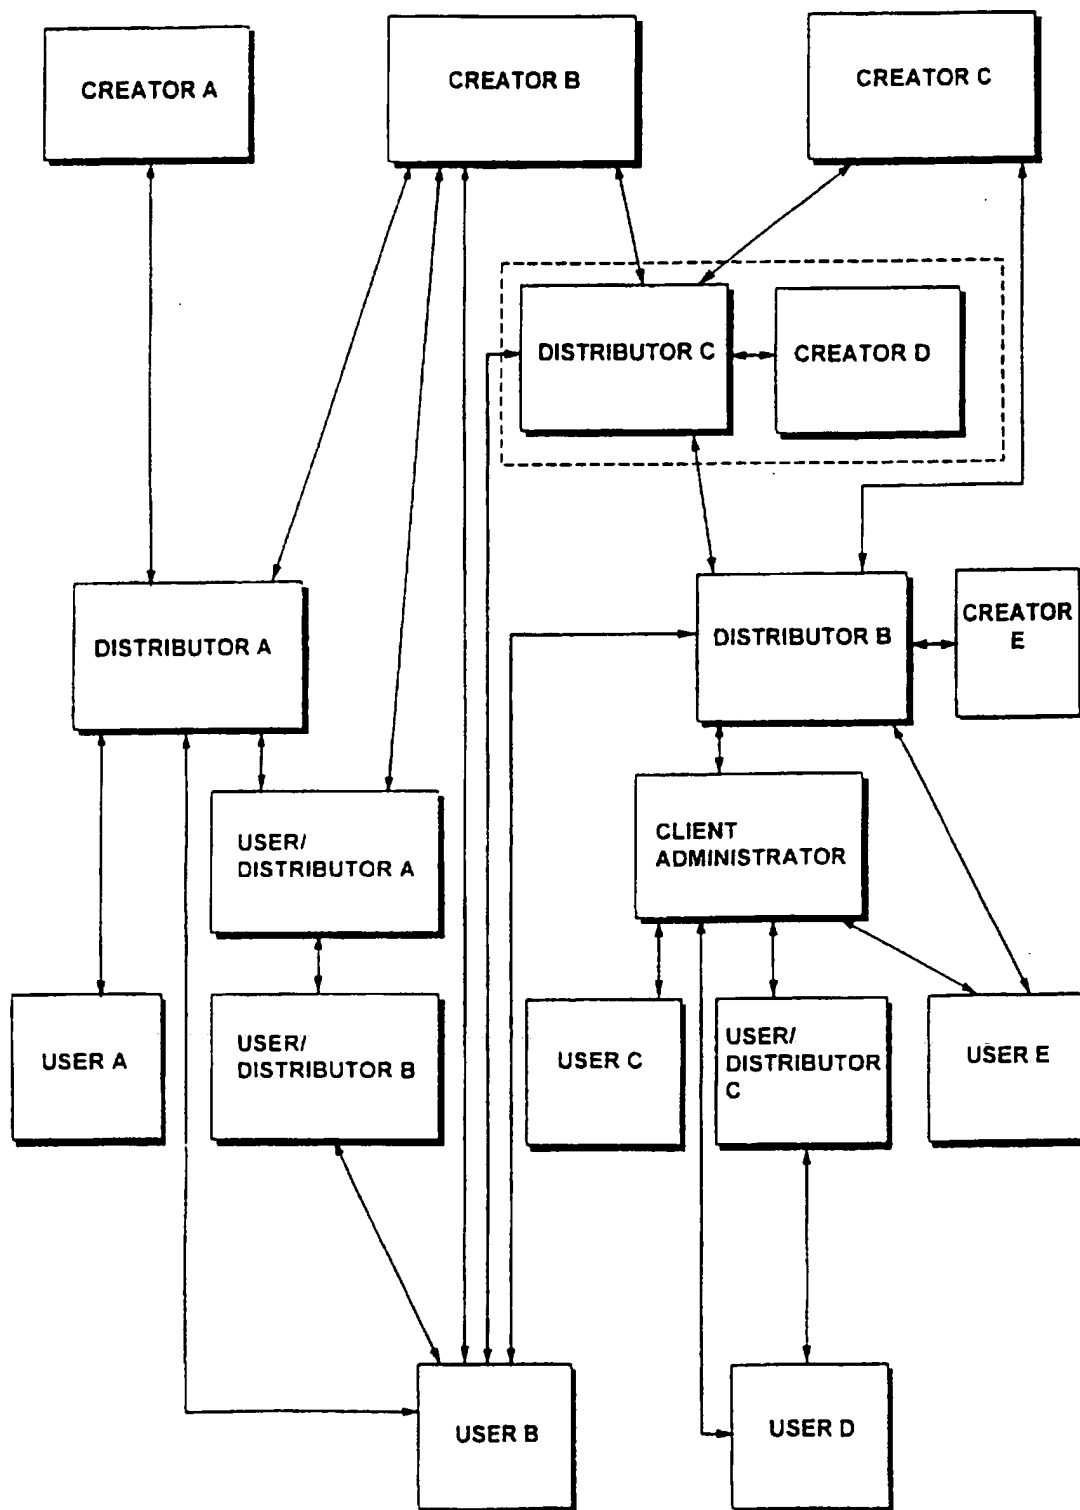 CREATOR A
CREATOR B
CREATOR C
DISTRIBUTOR C
CREATOR D
DISTRIBUTOR A
DISTRIBUTOR B
CREATOR
E
USER/
DISTRIBUTOR A
CLIENT
ADMINISTRATOR
USER A
USER/
DISTRIBUTOR B
USER C
USER/
DISTRIBUTOR
C
USER E
USER B
USER D